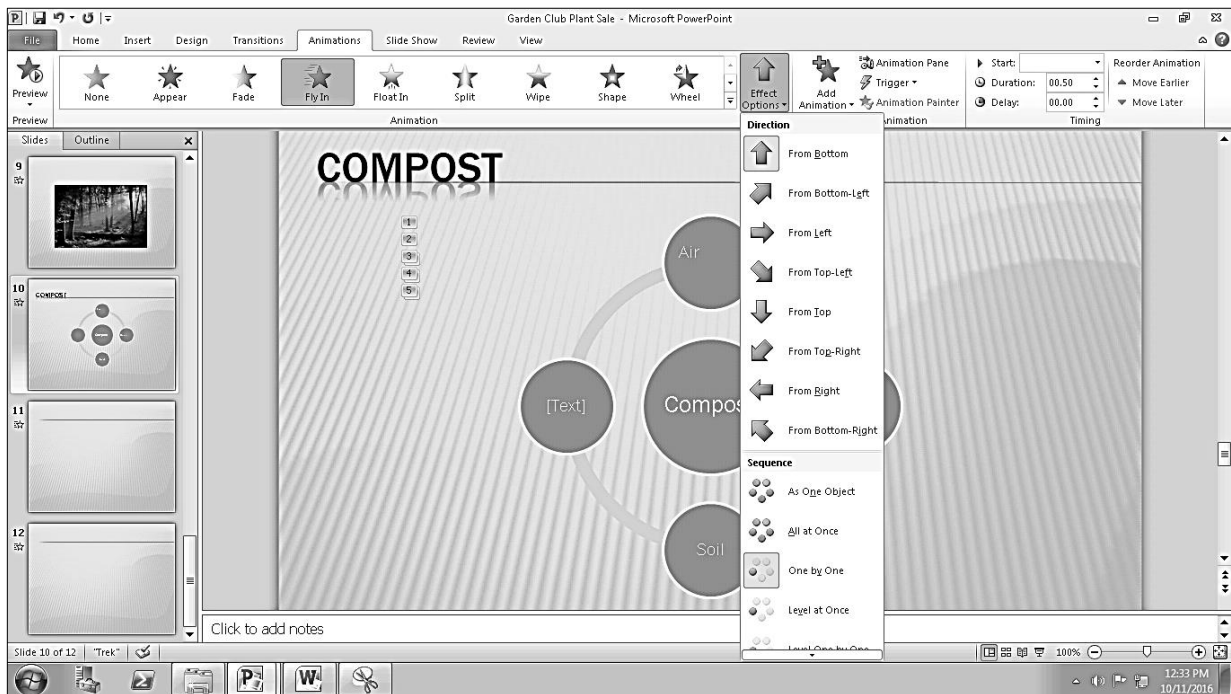 Garden Club Plant Sale - Microsoft PowerPoint
File Home Insert Design Transitions Animations Slide Show Review View
Preview
None Appear Fade Fly In Float In Split Wipe Shape Wheel
Effect Options
Add Animation
Animation Pane
Trigger
Animation Painter
Start:
Duration: 00.50
Delay: 00.00
Reorder Animation
Move Earlier
Move Later
Preview Animation nimation Timing
Slides Outline
9
10
COMPOST
11
12
COMPOST
1
2
3
4
5
Air
[Text]
Compos
Soil
Direction
From Bottom
From Bottom-Left
From Left
From Top-Left
From Top
From Top-Right
From Right
From Bottom-Right
Sequence
As One Object
All at Once
One by One
Level at Once
Level One by One
Click to add notes
Slide 10 of 12 "Trek" 100%
12:33 PM
10/11/2016